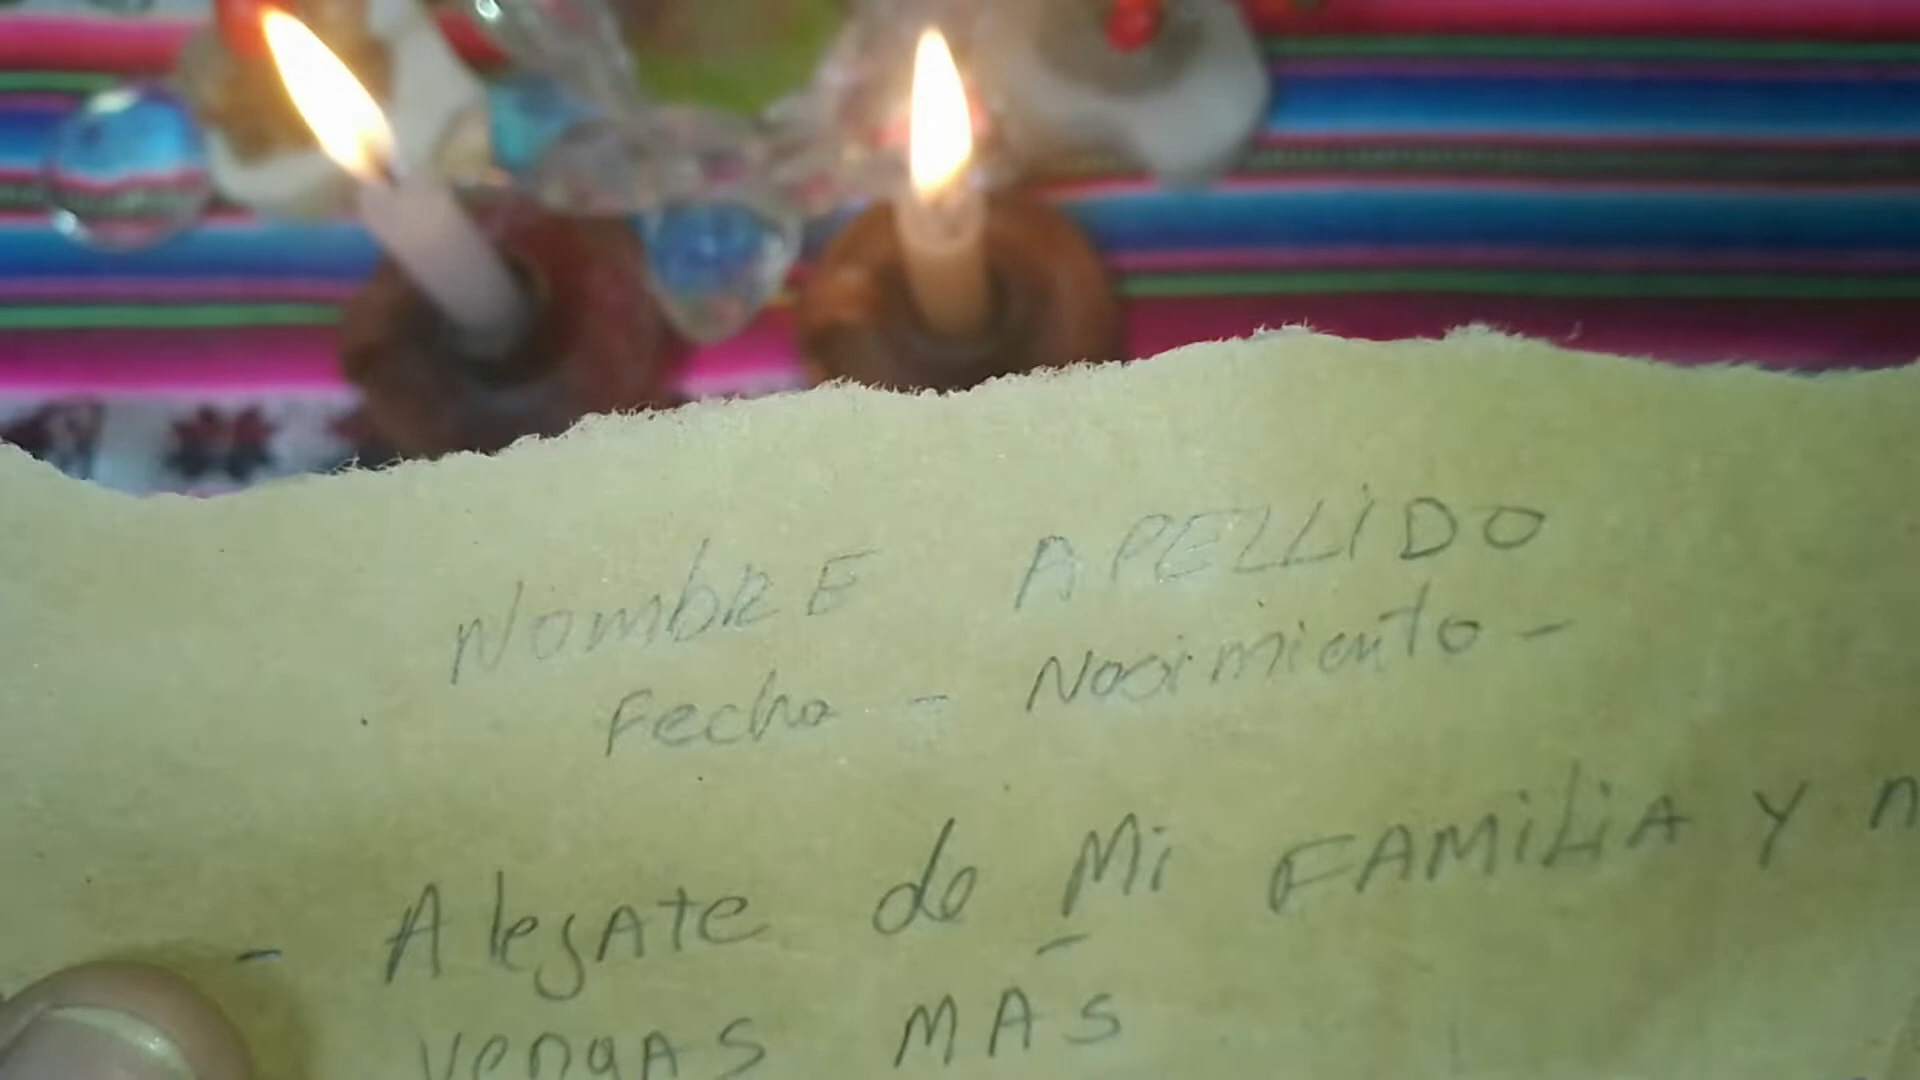 NombRE APELLiDO
Fecha - Nacimiento -
- AlejAte de Mi FAMiLiA Y
VengAS MAS